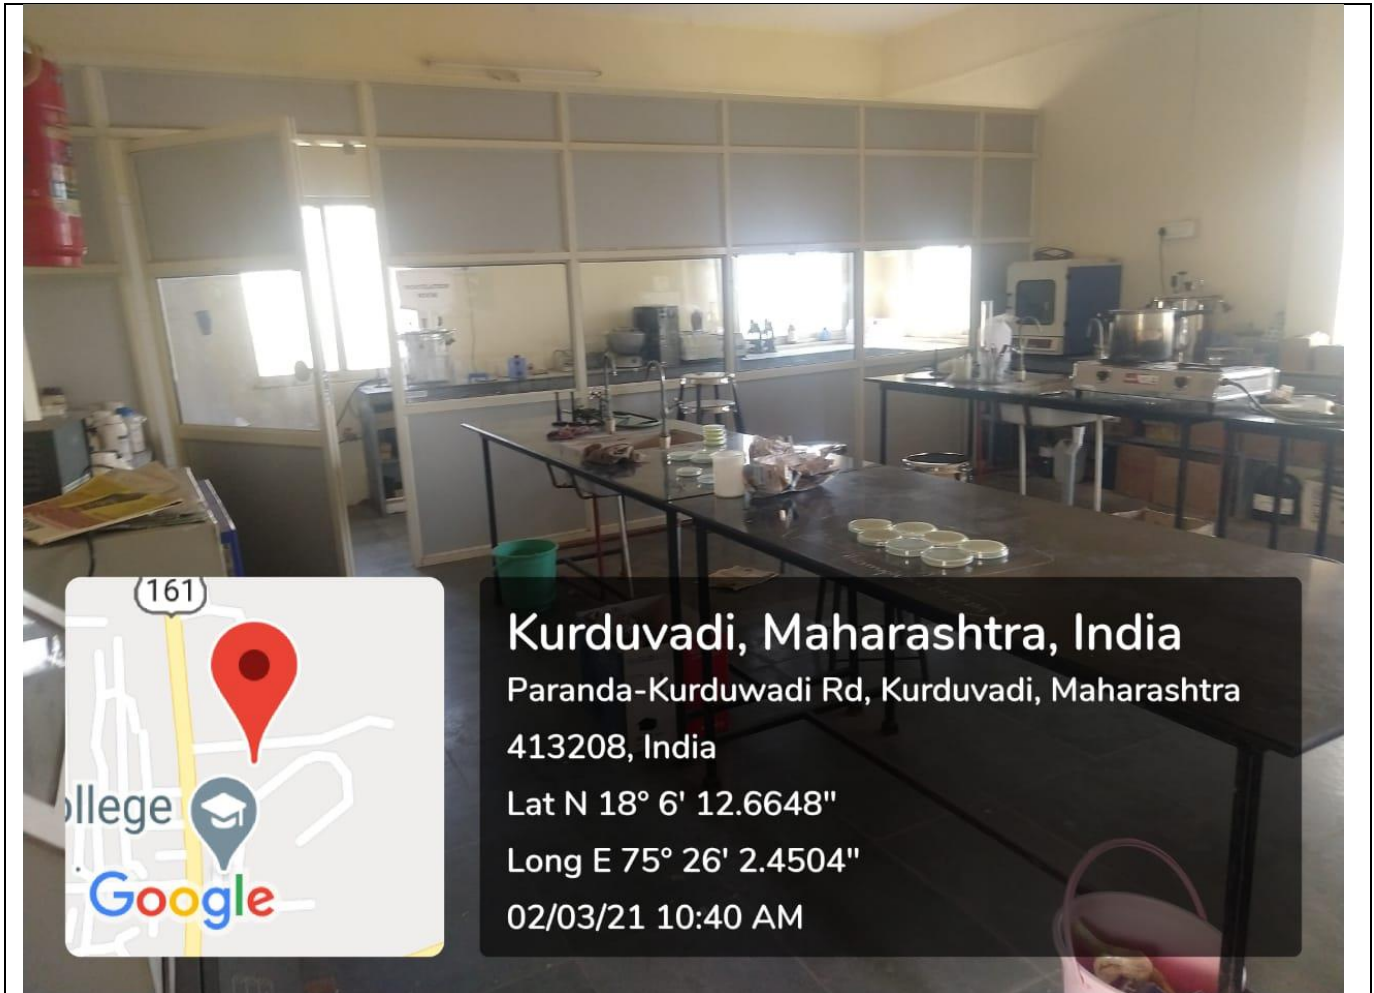 161
ollege
Google
Kurduvadi, Maharashtra, India
Paranda-Kurduwadi Rd, Kurduvadi, Maharashtra
413208, India
Lat N 18° 6' 12.6648"
Long E 75° 26' 2.4504"
02/03/21 10:40 AM